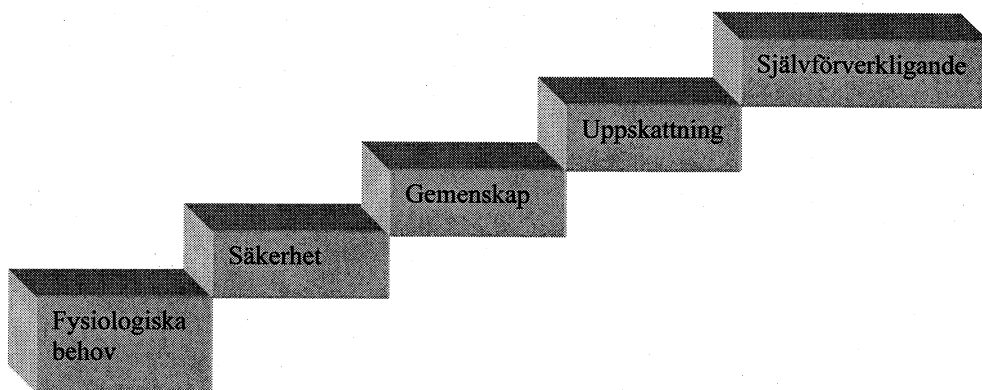 Självförverkligande
Uppskattning
Gemenskap
Säkerhet
Fysiologiska
behov